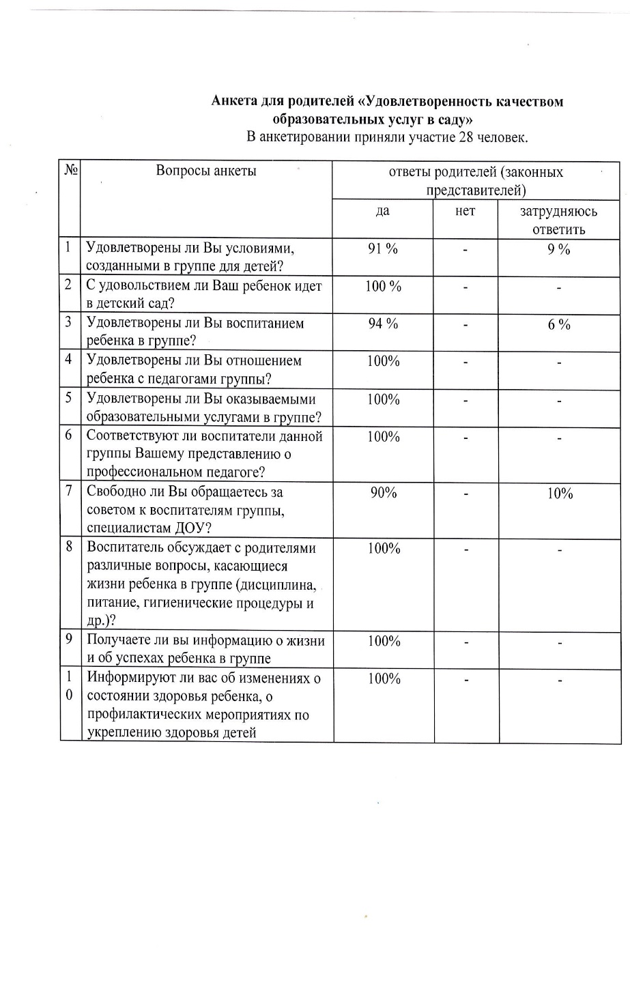 Анкета для родителей «Удовлетворенность качеством
образовательных услуг в саду»
В анкетировании приняли участие 28 человек.
№ Вопросы анкеты ответы родителей (законных
представителей)
да нет затрудняюсь
ответить
1 Удовлетворены ли Вы условиями, 91 % - 9 %
созданными в группе для детей?
2 С удовольствием ли Ваш ребенок идет 100 % - -
в детский сад?
3 Удовлетворены ли Вы воспитанием 94 % - 6 %
ребенка в группе?
4 Удовлетворены ли Вы отношением 100% - -
ребенка с педагогами группы?
5 Удовлетворены ли Вы оказываемыми 100% - -
образовательными услугами в группе?
6 Соответствуют ли воспитатели данной 100% - -
группы Вашему представлению о
профессиональном педагоге?
7 Свободно ли Вы обращаетесь за 90% - 10%
советом к воспитателям группы,
специалистам ДОУ?
8 Воспитатель обсуждает с родителями 100% - -
различные вопросы, касающиеся
жизни ребенка в группе (дисциплина,
питание, гигиенические процедуры и
др.)?
9 Получаете ли вы информацию о жизни 100% - -
и об успехах ребенка в группе
1 Информируют ли вас об изменениях о 100% - -
0 состоянии здоровья ребенка, о
профилактических мероприятиях по
укреплению здоровья детей